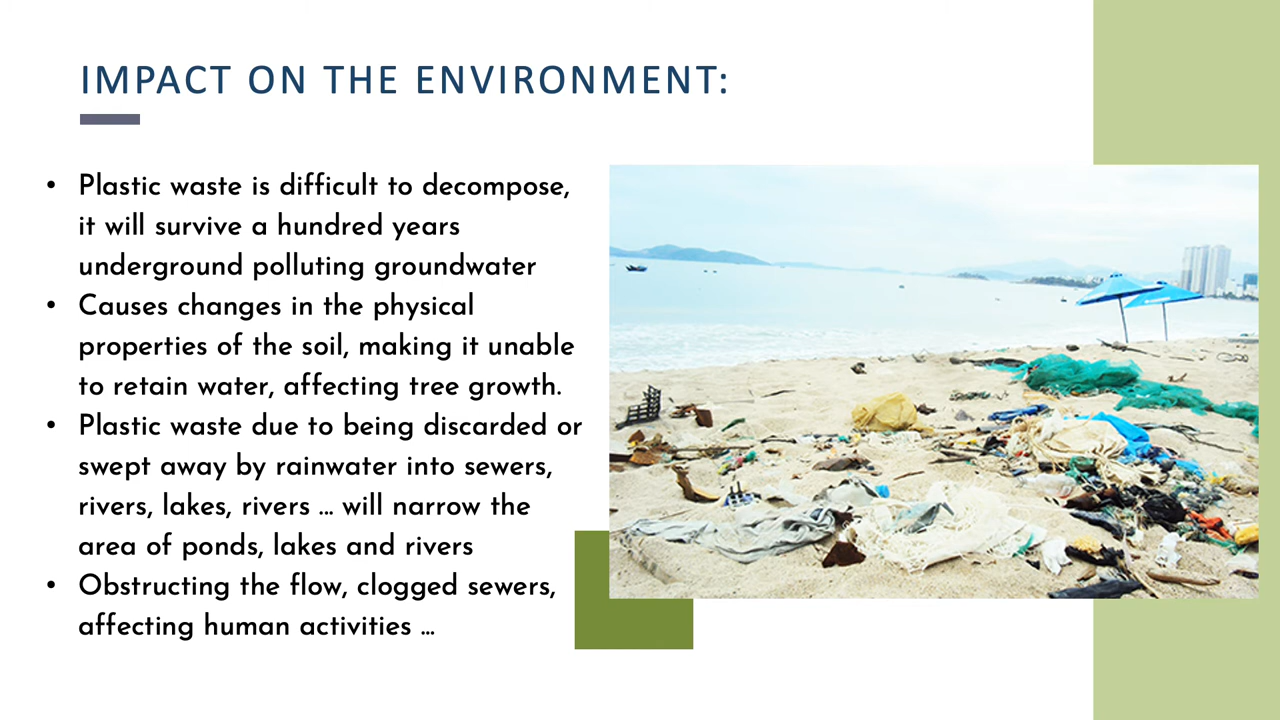 IMPACT ON THE ENVIRONMENT:
• Plastic waste is difficult to decompose,
it will survive a hundred years
underground polluting groundwater
• Causes changes in the physical
properties of the soil, making it unable
to retain water, affecting tree growth.
• Plastic waste due to being discarded or
swept away by rainwater into sewers,
rivers, lakes, rivers ... will narrow the
area of ponds, lakes and rivers
• Obstructing the flow, clogged sewers,
affecting human activities ...